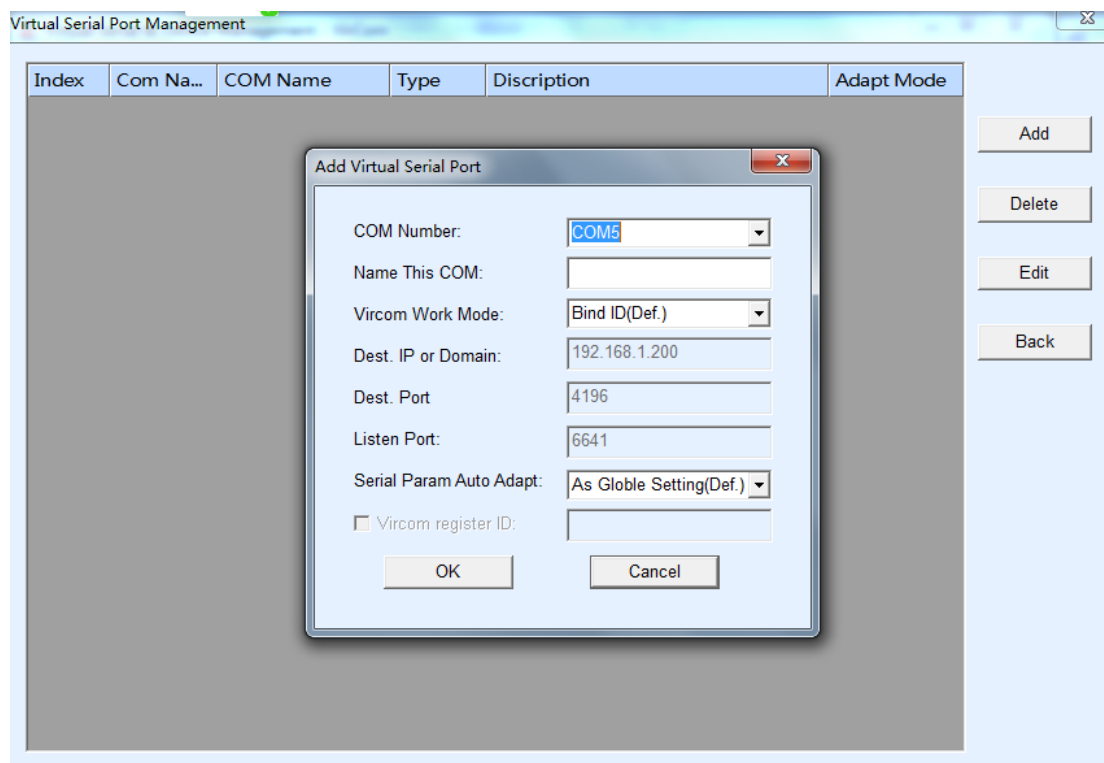 Virtual Serial Port Management
Index Com Na... COM Name Type Discription Adapt Mode
Add
Delete
Edit
Back
Add Virtual Serial Port
COM Number: COM5
Name This COM:
Vircom Work Mode: Bind ID(Def.)
Dest. IP or Domain: 192.168.1.200
Dest. Port 4196
Listen Port: 6641
Serial Param Auto Adapt: As Globle Setting(Def.)
Vircom register ID:
OK Cancel